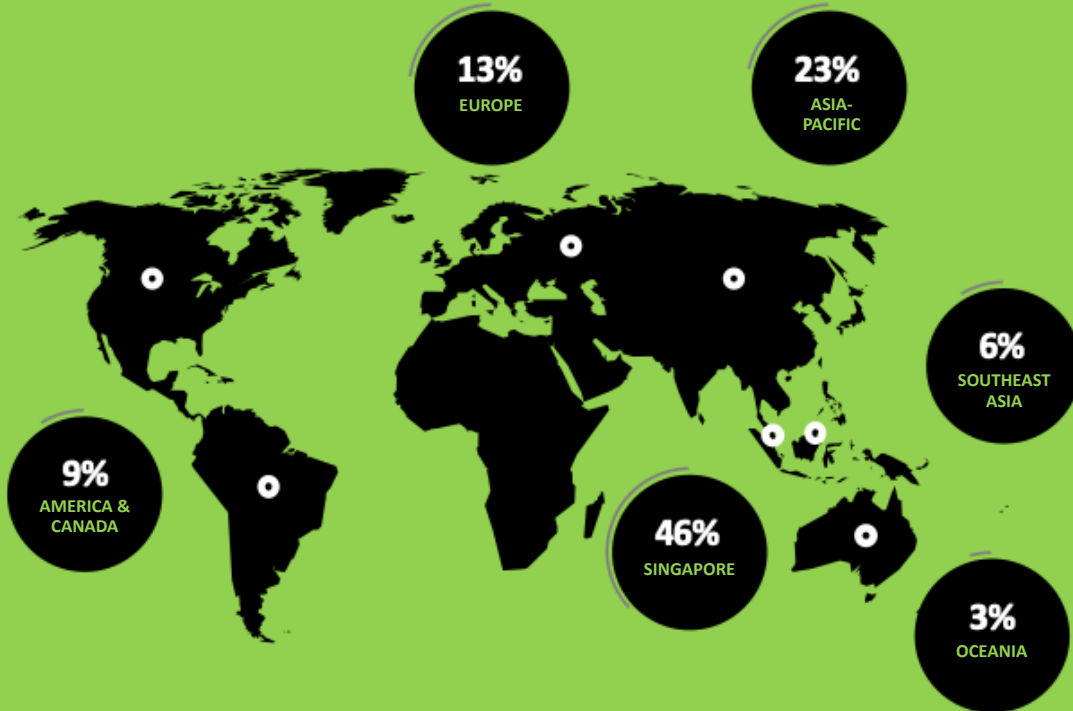 13%
EUROPE
23%
ASIA-
PACIFIC
6%
SOUTHEAST
ASIA
9%
AMERICA &
CANADA
46%
SINGAPORE
3%
OCEANIA